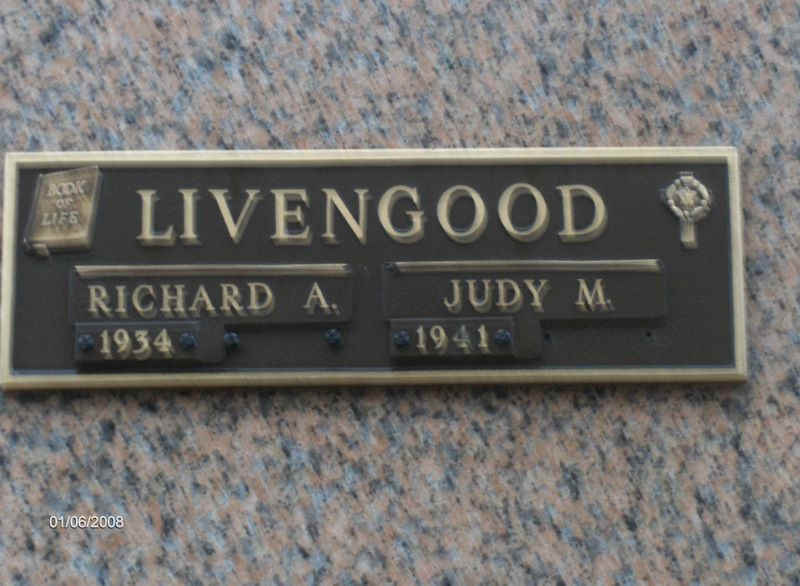 BOOK
OF
LIFE
LIVENGOOD
RICHARD A.
JUDY M.
1934
1941
01/06/2008